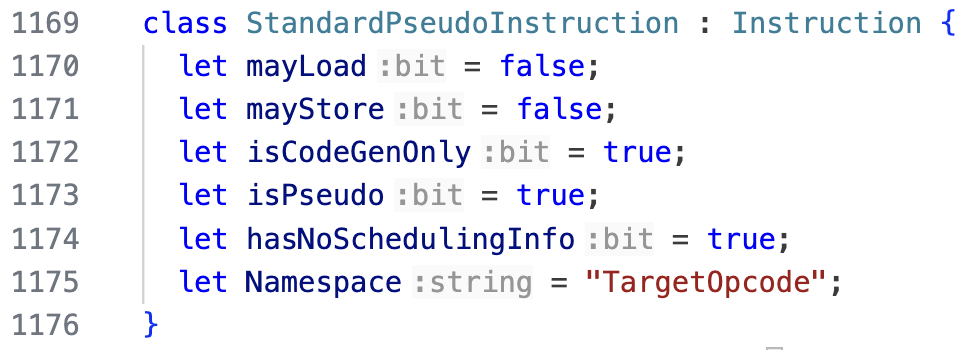 1169 class StandardPseudoInstruction : Instruction {
1170 let mayLoad :bit = false;
1171 let mayStore :bit = false;
1172 let isCodeGenOnly :bit = true;
1173 let isPseudo :bit = true;
1174 let hasNoSchedulingInfo :bit = true;
1175 let Namespace :string = "TargetOpcode";
1176 }